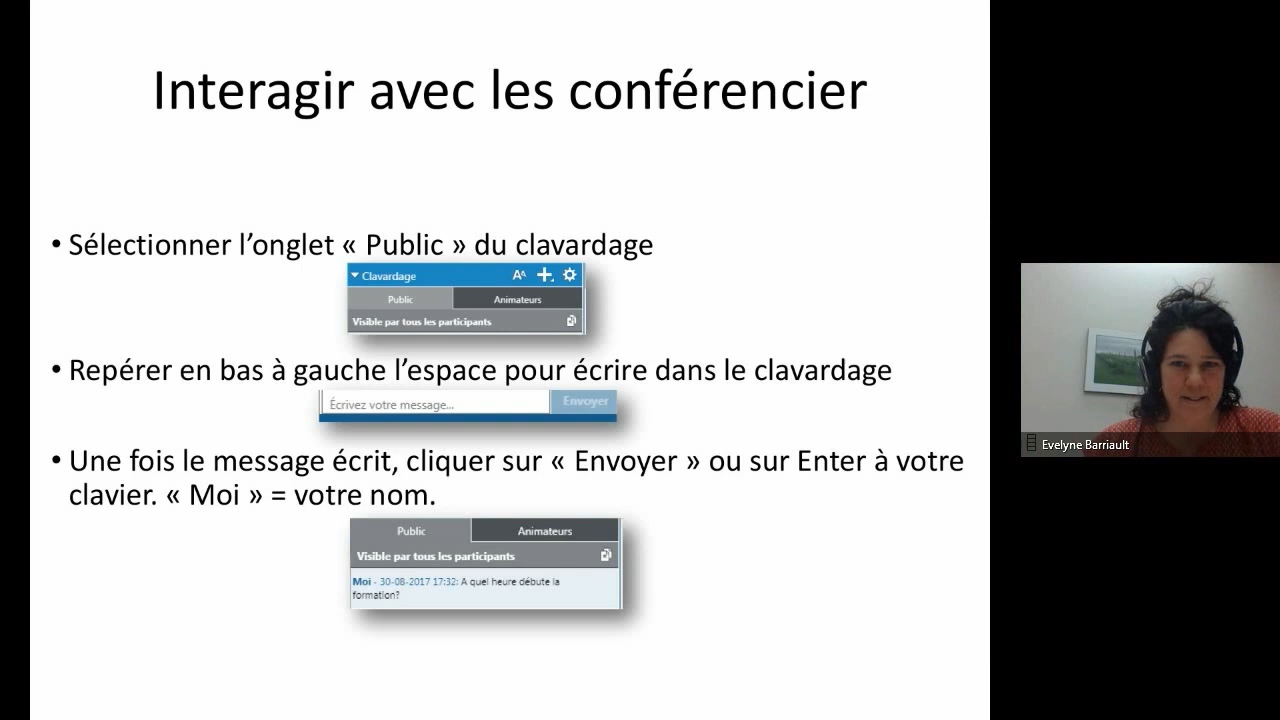 Interagir avec les conférencier
• Sélectionner l’onglet « Public » du clavardage
Clavardage
Public Animateurs
Visible par tous les participants
• Repérer en bas à gauche l’espace pour écrire dans le clavardage
Écrivez votre message... Envoyer
• Une fois le message écrit, cliquer sur « Envoyer » ou sur Enter à votre
clavier. « Moi » = votre nom.
Public Animateurs
Visible par tous les participants
Moi - 30-08-2017 17:32: A quel heure débute la
formation?
Evelyne Barriault